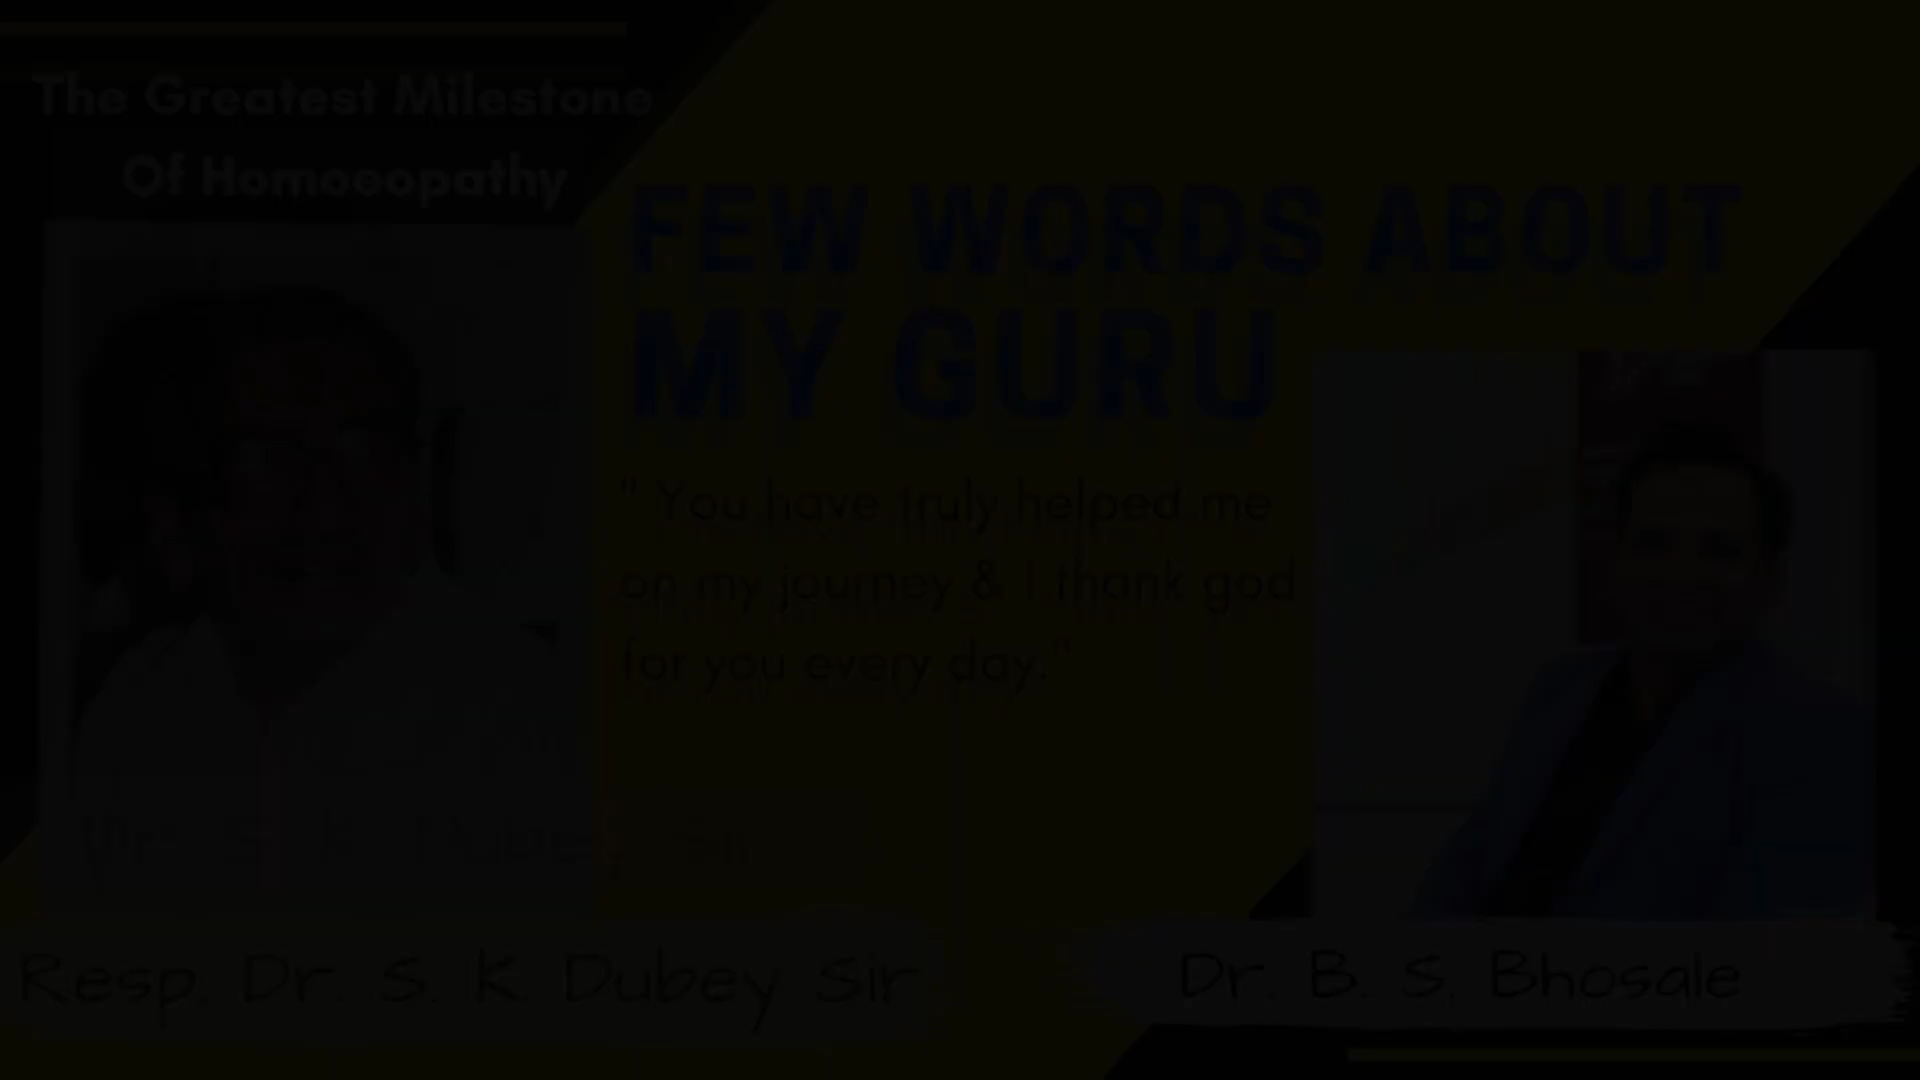 The Greatest Milestone
Of Homoeopathy
FEW WORDS ABOUT
MY GURU
" You have truly helped me
on my journey & I thank god
for you every day."
Resp. Dr. S. K. Dubey Sir
Dr. B. S. Bhosale